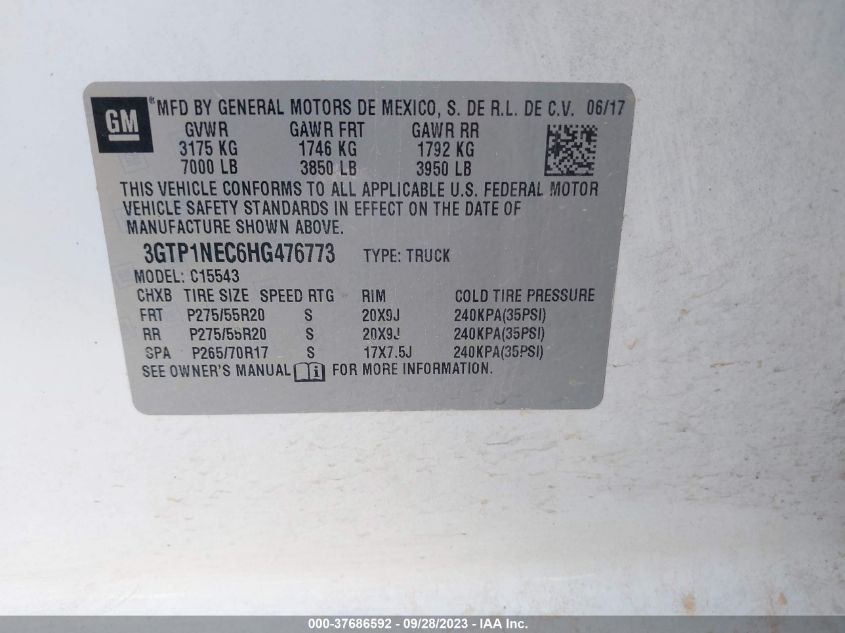 GM
®MFD BY GENERAL MOTORS DE MEXICO, S. DE R.L. DE C.V. 06/17
GVWR GAWR FRT GAWR RR
3175 KG 1746 KG 1792 KG
7000 LB 3850 LB 3950 LB
THIS VEHICLE CONFORMS TO ALL APPLICABLE U.S. FEDERAL MOTOR
VEHICLE SAFETY STANDARDS IN EFFECT ON THE DATE OF
MANUFACTURE SHOWN ABOVE.
3GTP1NEC6HG476773 TYPE: TRUCK
MODEL: C15543
CHXB TIRE SIZE SPEED RTG RIM COLD TIRE PRESSURE
FRT P275/55R20 S 20X9J 240KPA(35PSI)
RR P275/55R20 S 20X9J 240KPA(35PSI)
SPA P265/70R17 S 17X7.5J 240KPA(35PSI)
SEE OWNER'S MANUAL FOR MORE INFORMATION.
000-37686592 - 09/28/2023 - IAA Inc.